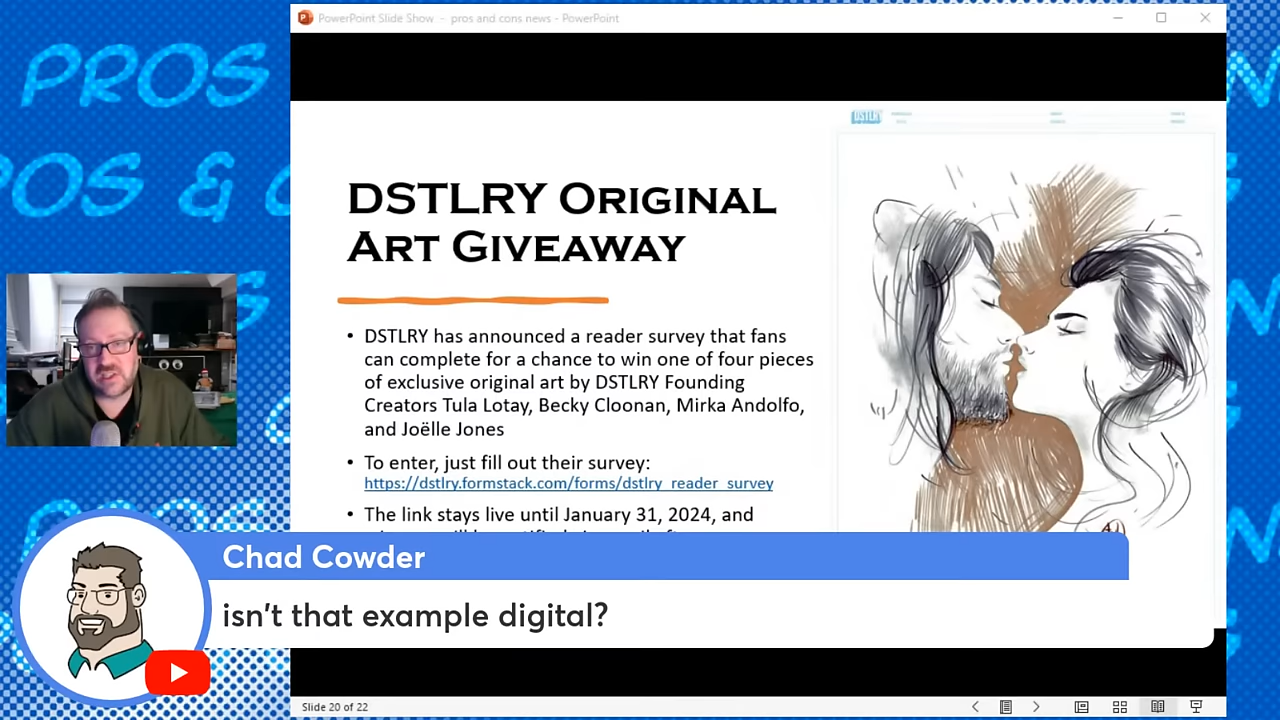 PowerPoint Slide Show - pros and cons news - PowerPoint
PROS
PROS & C
DSTLRY
DSTLRY ORIGINAL
ART GIVEAWAY
• DSTLRY has announced a reader survey that fans
can complete for a chance to win one of four pieces
of exclusive original art by DSTLRY Founding
Creators Tula Lotay, Becky Cloonan, Mirka Andolfo,
and Joëlle Jones
• To enter, just fill out their survey:
https://dstlry.formstack.com/forms/dstlry_reader_survey
• The link stays live until January 31, 2024, and
Chad Cowder
isn't that example digital?
Slide 20 of 22